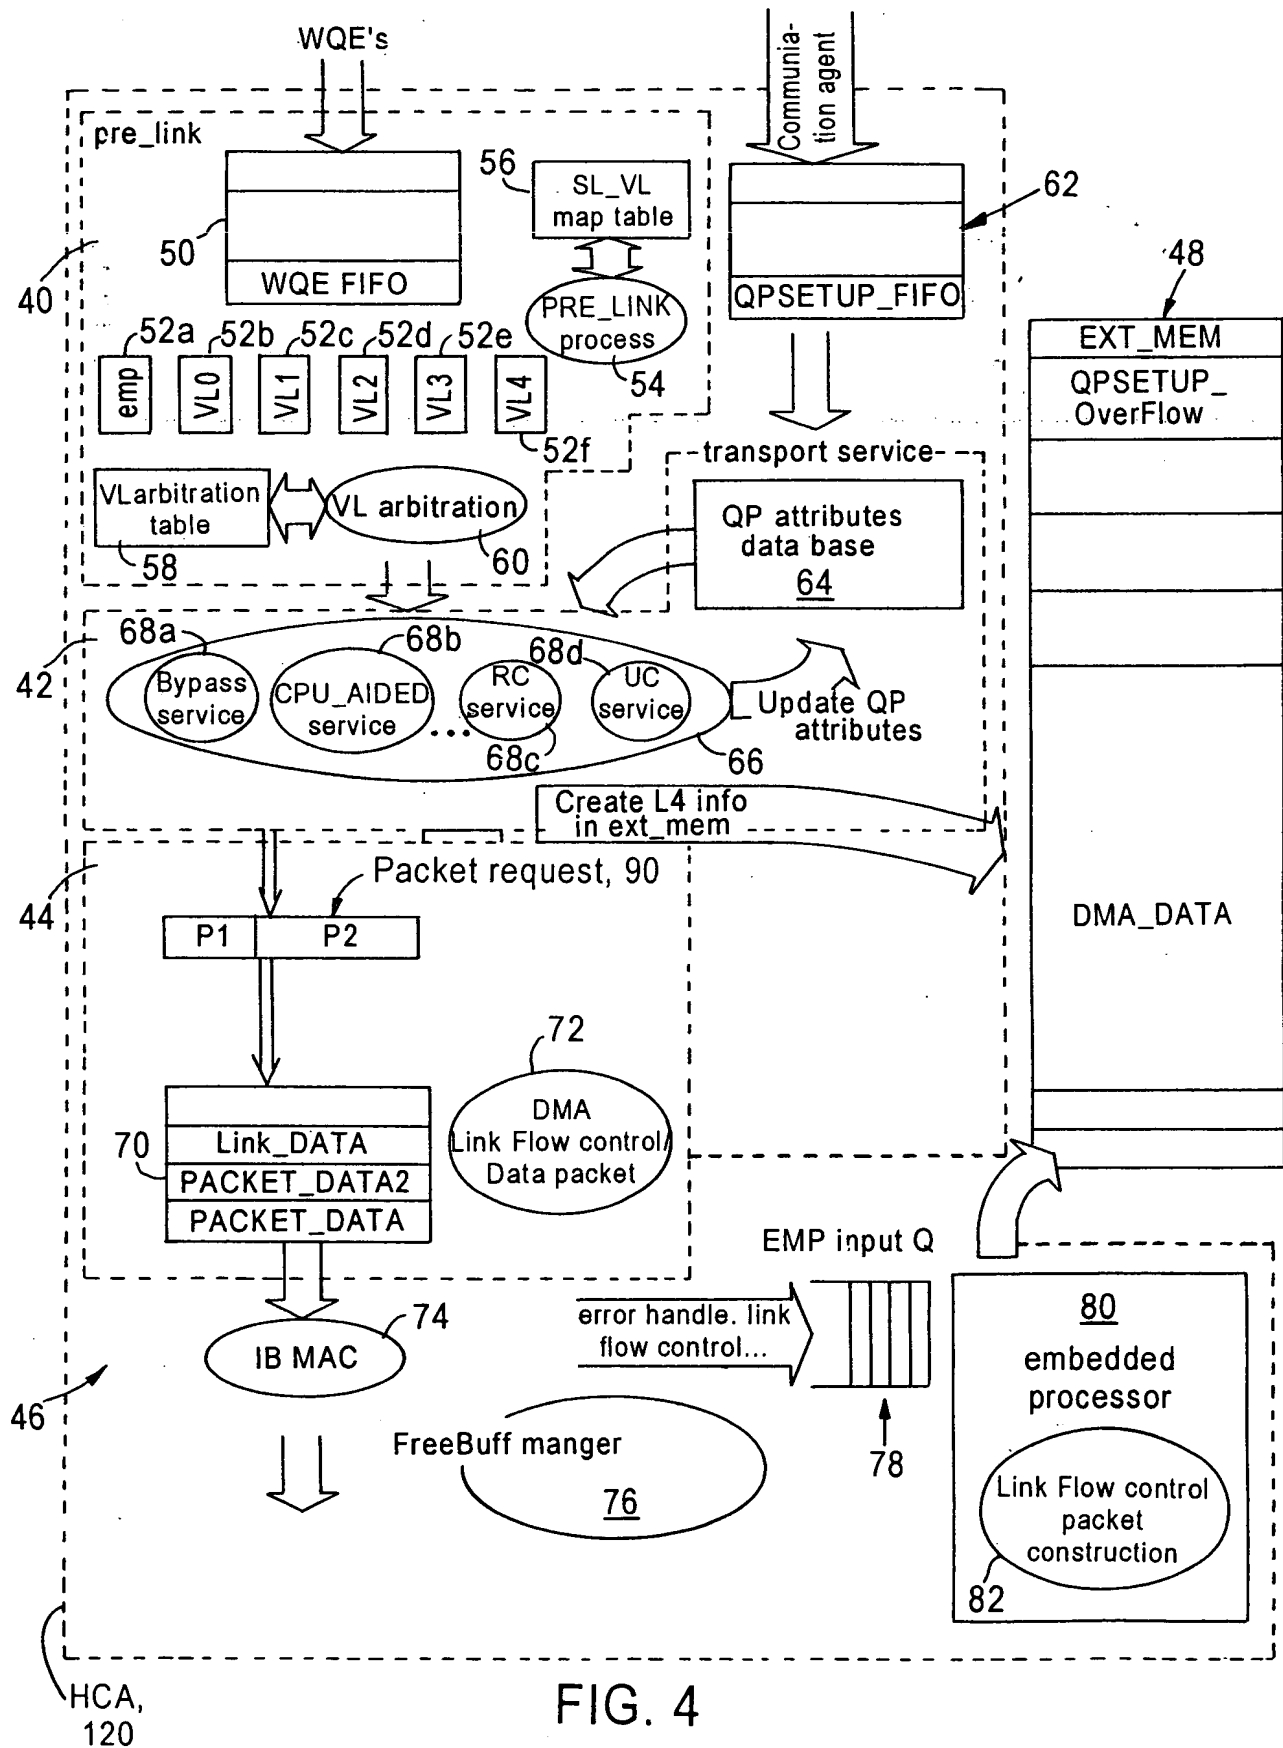 WQE's
Communia-
tion agent
pre_link
56
SL_VL
map table
62
50
WQE FIFO
PRE_LINK
process
QPSETUP_FIFO
40
48
52a
52b
52c
52d
52e
54
emp
VL0
VL1
VL2
VL3
VL4
52f
EXT_MEM
QPSETUP_
OverFlow
transport service
VLarbitration
table
58
VL arbitration
60
QP attributes
data base
64
42
68a
68b
68d
Bypass
service
CPU_AIDED
service
...
RC
service
68c
UC
service
66
Update QP
attributes
Create L4 info
in ext_mem
44
Packet request, 90
P1
P2
DMA_DATA
72
DMA
Link Flow control/
Data packet
70
Link_DATA
PACKET_DATA2
PACKET_DATA
EMP input Q
74
IB MAC
error handle. link
flow control...
78
80
embedded
processor
46
FreeBuff manger
76
Link Flow control
packet
construction
82
HCA,
120
FIG. 4